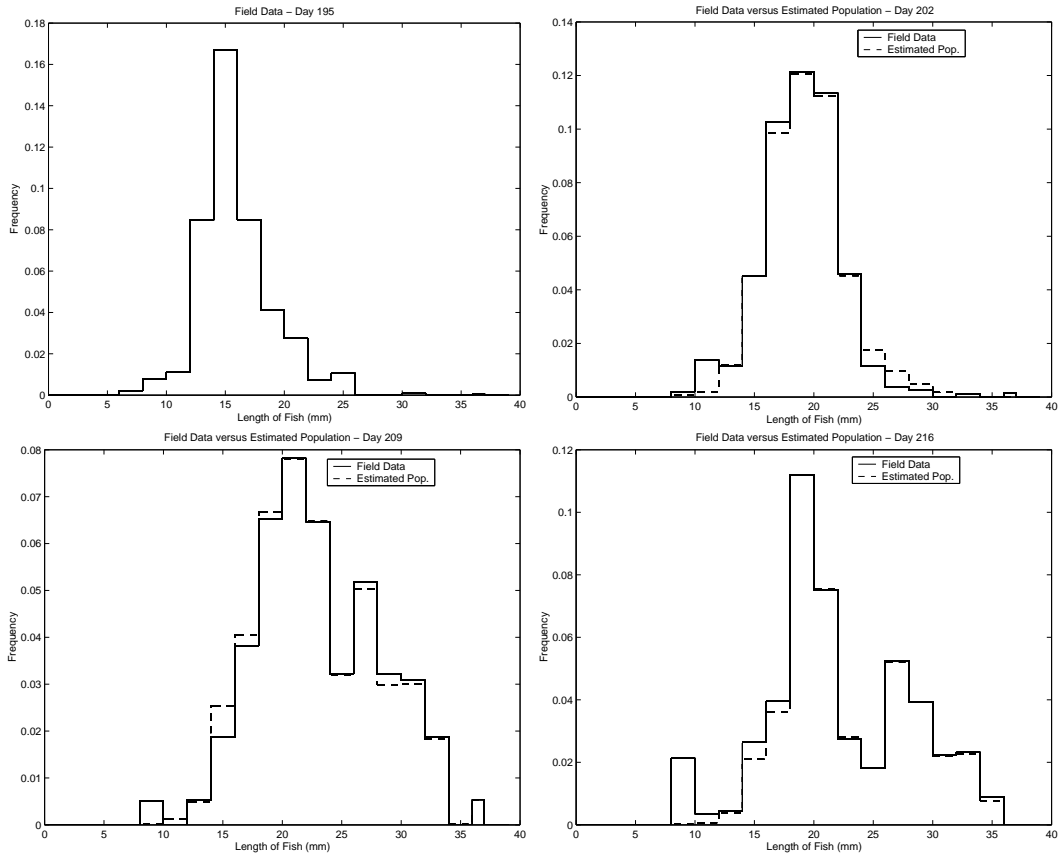 Field Data − Day 195
0.18
0.16
0.14
0.12
0.1
0.08
0.06
0.04
0.02
0
Frequency
0 5 10 15 20 25 30 35 40
Length of Fish (mm)
Field Data versus Estimated Population − Day 202
Field Data
Estimated Pop.
0.14
0.12
0.1
0.08
0.06
0.04
0.02
0
Frequency
0 5 10 15 20 25 30 35 40
Length of Fish (mm)
Field Data versus Estimated Population − Day 209
Field Data
Estimated Pop.
0.08
0.07
0.06
0.05
0.04
0.03
0.02
0.01
0
Frequency
0 5 10 15 20 25 30 35 40
Length of Fish (mm)
Field Data versus Estimated Population − Day 216
Field Data
Estimated Pop.
0.12
0.1
0.08
0.06
0.04
0.02
0
Frequency
0 5 10 15 20 25 30 35 40
Length of Fish (mm)